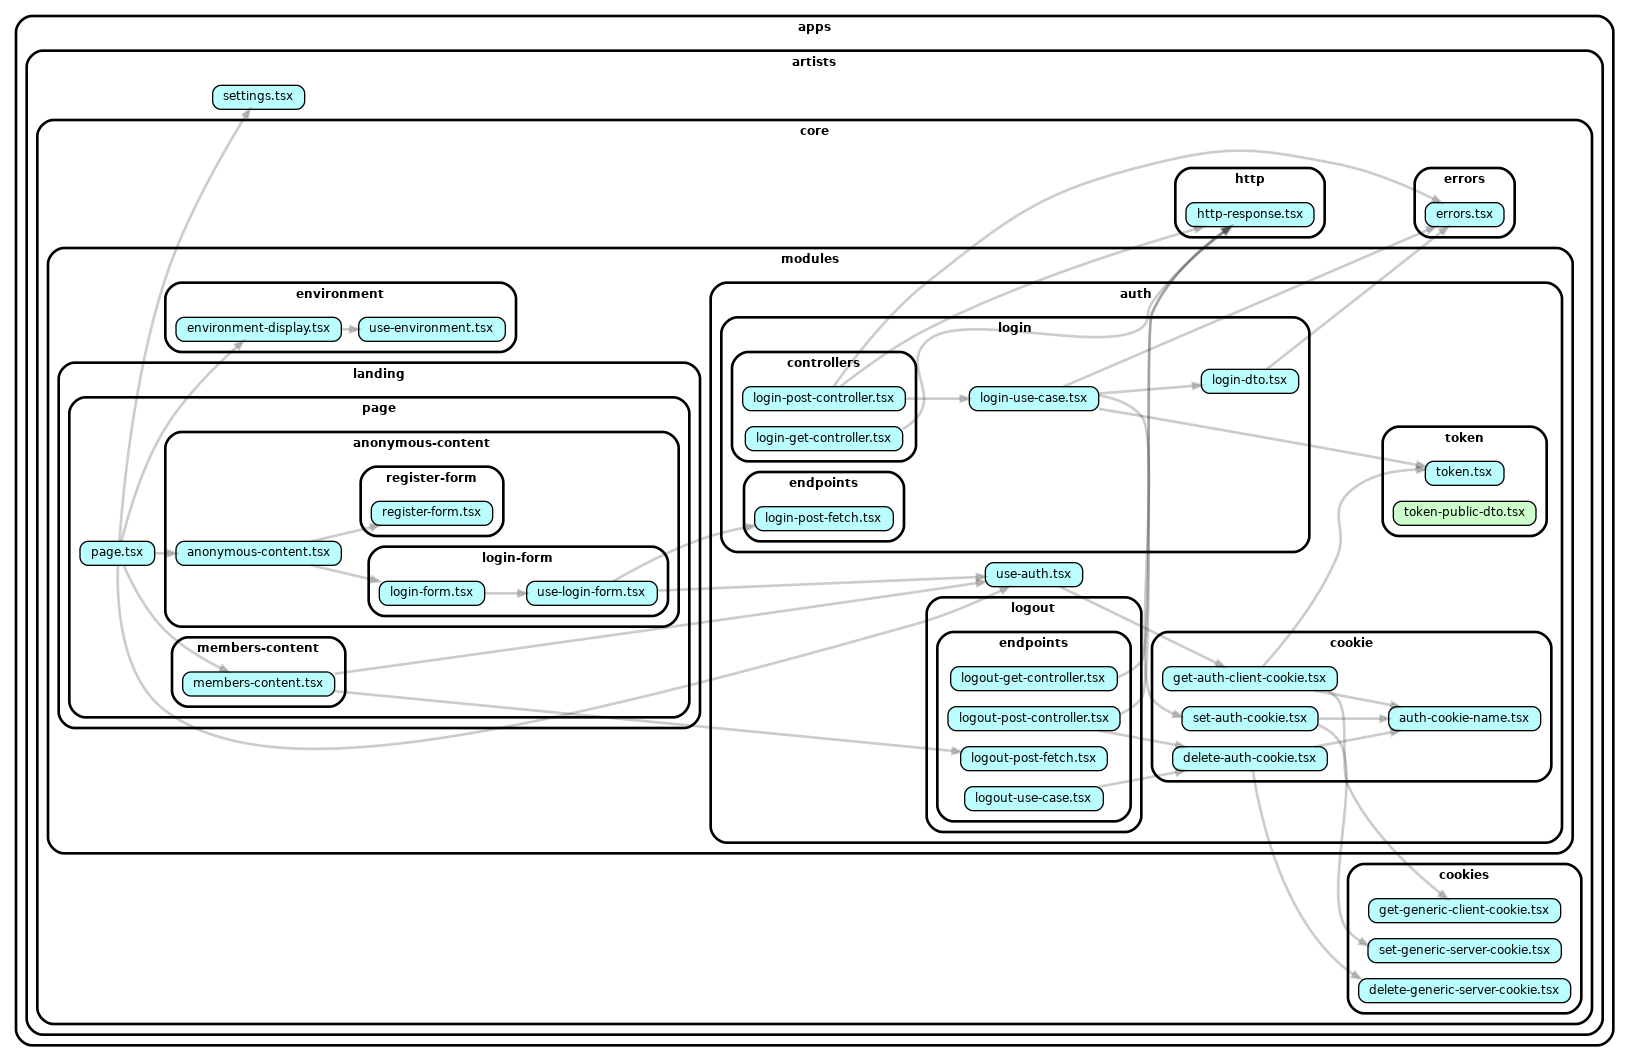 apps
artists
settings.tsx
core
http
http-response.tsx
errors
errors.tsx
modules
environment
environment-display.tsx
use-environment.tsx
landing
page
anonymous-content
register-form
register-form.tsx
page.tsx
anonymous-content.tsx
login-form
login-form.tsx
use-login-form.tsx
members-content
members-content.tsx
auth
login
controllers
login-post-controller.tsx
login-get-controller.tsx
login-use-case.tsx
login-dto.tsx
endpoints
login-post-fetch.tsx
token
token.tsx
token-public-dto.tsx
use-auth.tsx
logout
endpoints
logout-get-controller.tsx
logout-post-controller.tsx
logout-post-fetch.tsx
logout-use-case.tsx
cookie
get-auth-client-cookie.tsx
set-auth-cookie.tsx
auth-cookie-name.tsx
delete-auth-cookie.tsx
cookies
get-generic-client-cookie.tsx
set-generic-server-cookie.tsx
delete-generic-server-cookie.tsx